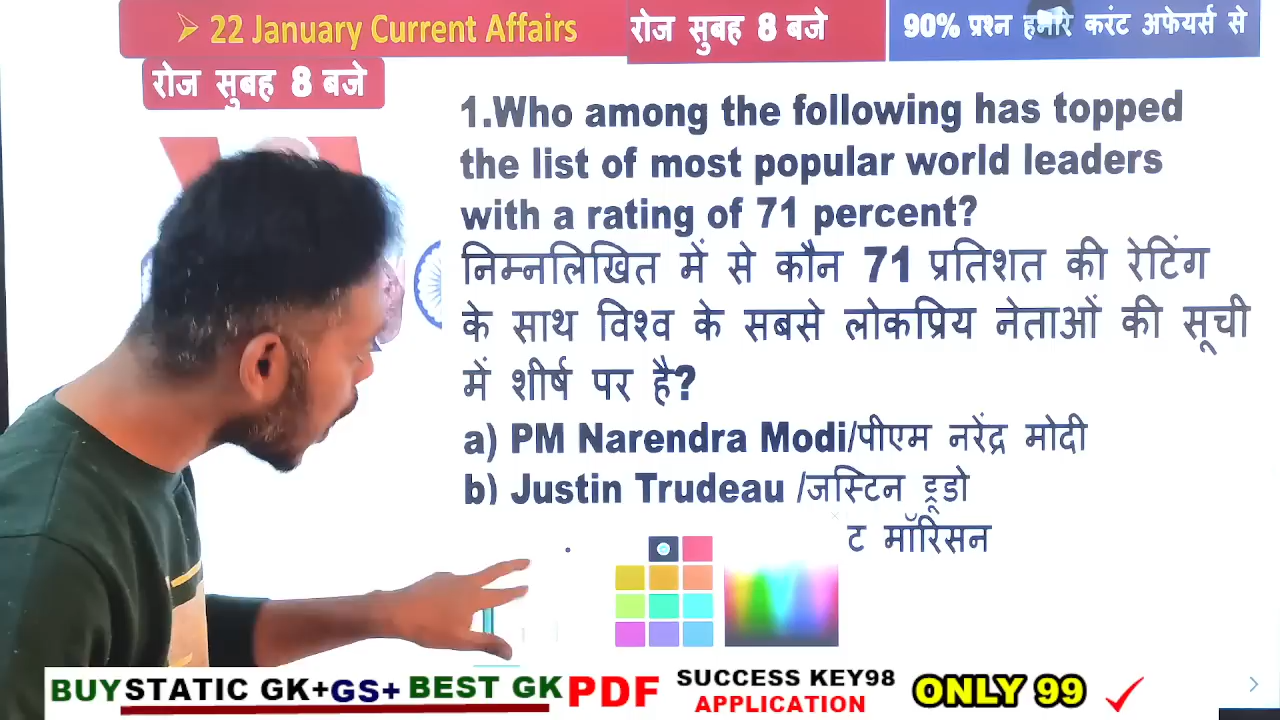 ➢ 22 January Current Affairs
रोज सुबह 8 बजे
90% प्रश्न हमारे करंट अफेयर्स से
रोज सुबह 8 बजे
1.Who among the following has topped
the list of most popular world leaders
with a rating of 71 percent?
निम्नलिखित में से कौन 71 प्रतिशत की रेटिंग
के साथ विश्व के सबसे लोकप्रिय नेताओं की सूची
में शीर्ष पर है?
a) PM Narendra Modi/पीएम नरेंद्र मोदी
b) Justin Trudeau /जस्टिन ड्रूडो
ट मॉरिसन
BUY STATIC GK+GS+ BEST GK PDF
SUCCESS KEY98
APPLICATION
ONLY 99